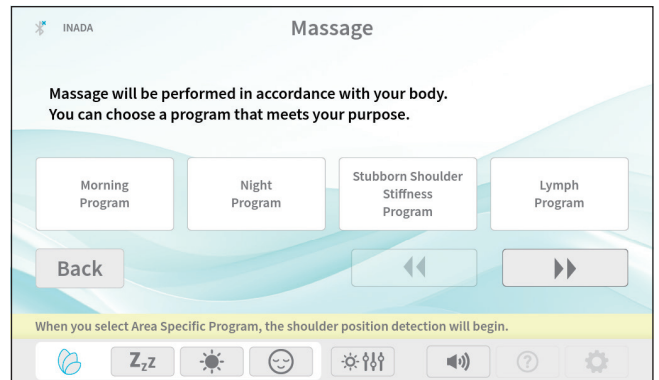 INADA
Massage
Massage will be performed in accordance with your body.
You can choose a program that meets your purpose.
Morning
Program
Night
Program
Stubborn Shoulder
Stiffness
Program
Lymph
Program
Back
When you select Area Specific Program, the shoulder position detection will begin.
ZzZ
?